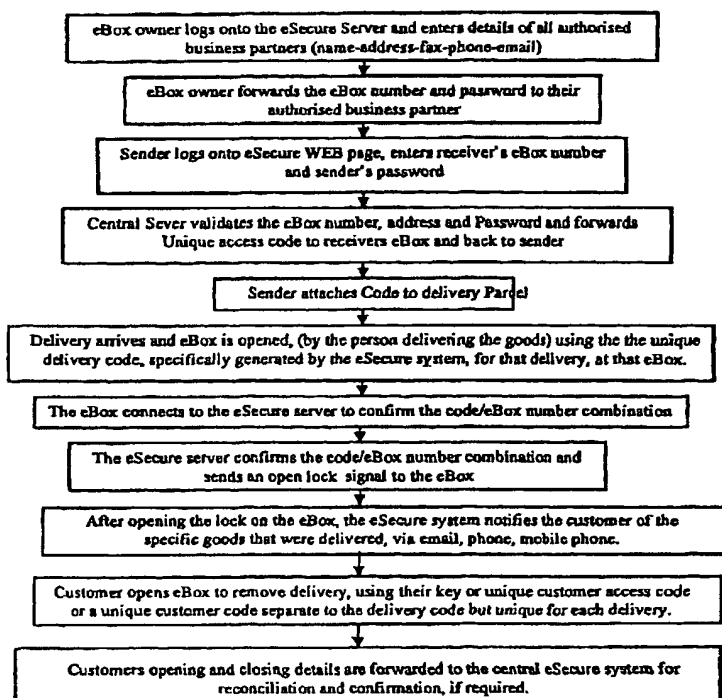 eBox owner logs onto the eSecure Server and enters details of all authorised
business partners (name-address-fax-phone-email)
eBox owner forwards the eBox number and password to their
authorised business partner
Sender logs onto eSecure WEB page, enters receiver's eBox number
and sender's password
Central Sever validates the eBox number, address and Password and forwards
Unique access code to receivers eBox and back to sender
Sender attaches Code to delivery Parcel
Delivery arrives and eBox is opened, (by the person delivering the goods) using the the unique
delivery code, specifically generated by the eSecure system, for that delivery, at that eBox.
The eBox connects to the eSecure server to confirm the code/eBox number combination
The eSecure server confirms the code/eBox number combination and
sends an open lock signal to the eBox
After opening the lock on the eBox, the eSecure system notifies the customer of the
specific goods that were delivered, via email, phone, mobile phone.
Customer opens eBox to remove delivery, using their key or unique customer access code
or a unique customer code separate to the delivery code but unique for each delivery.
Customers opening and closing details are forwarded to the central eSecure system for
reconciliation and confirmation, if required.